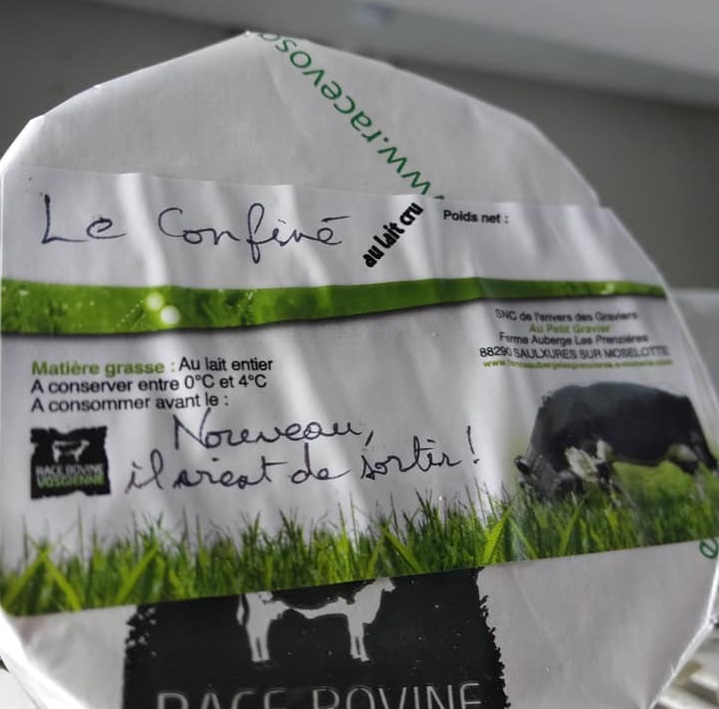 www.racevosg
Le Confiné
au lait cru
Poids net :
SNC de l'envers des Graviers
Au Petit Gravier
Ferme Auberge Les Prenzières
88290 SAULXURES SUR MOSELOTTE
Matière grasse : Au lait entier
A conserver entre 0°C et 4°C
A consommer avant le :
Nouveau,
il vient de sortir !
RACE BOVINE
VOSGIENNE
RACE BOVINE